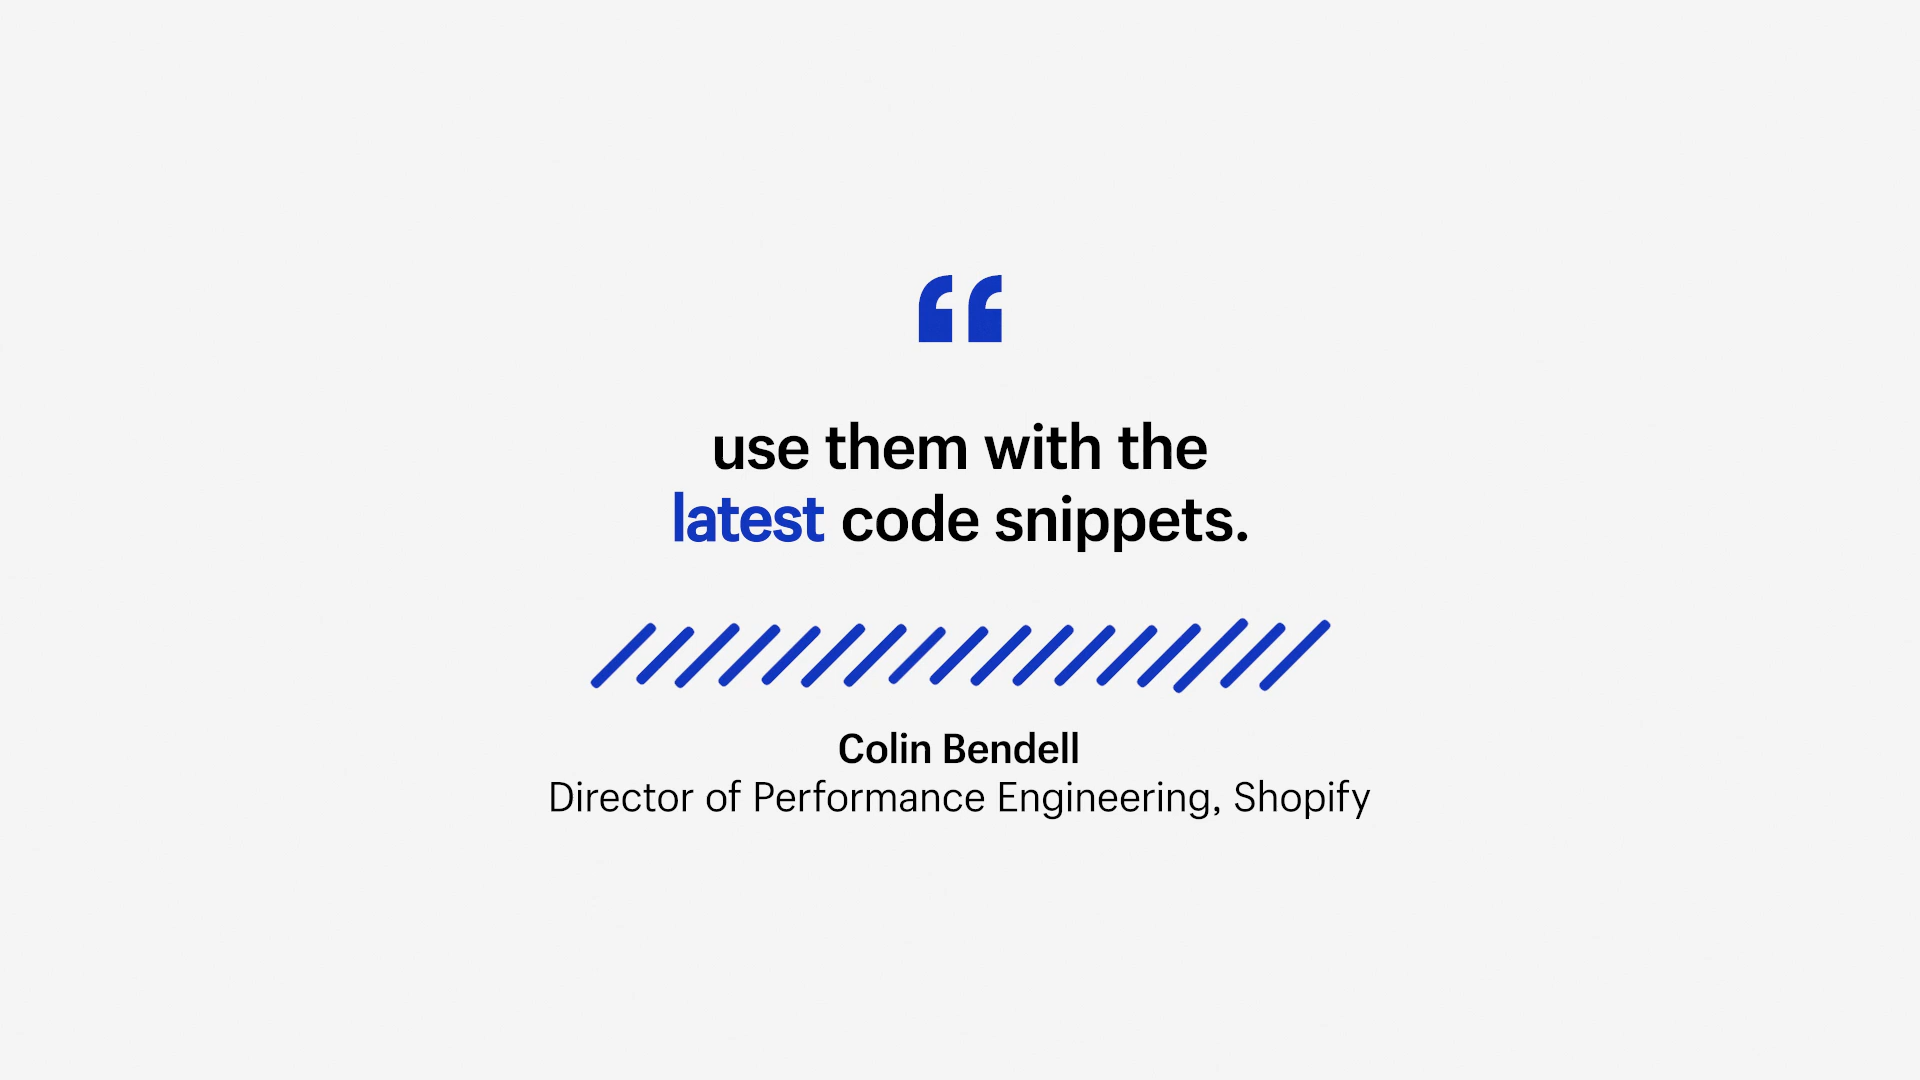 “
use them with the
latest code snippets.
Colin Bendell
Director of Performance Engineering, Shopify